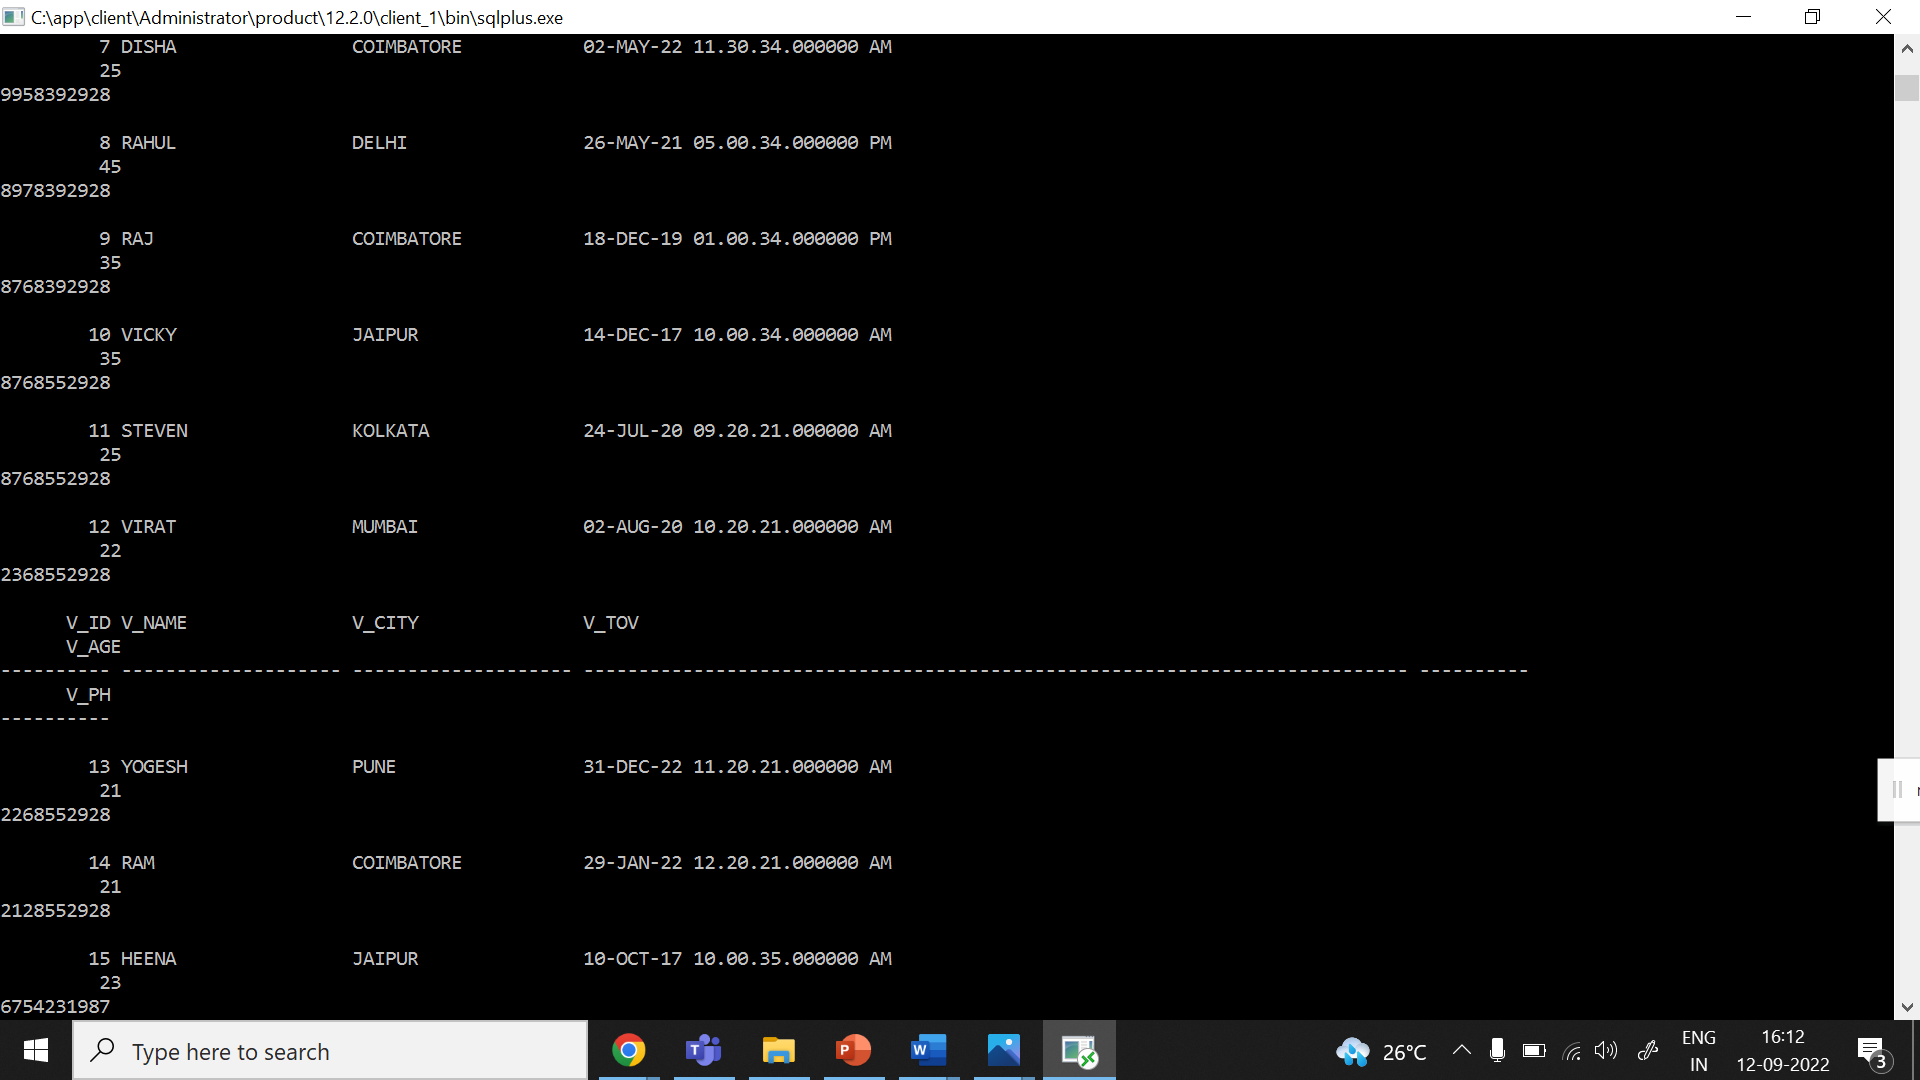 C:\app\client\Administrator\product\12.2.0\client_1\bin\sqlplus.exe
7 DISHA COIMBATORE 02-MAY-22 11.30.34.000000 AM
25
9958392928
8 RAHUL DELHI 26-MAY-21 05.00.34.000000 PM
45
8978392928
9 RAJ COIMBATORE 18-DEC-19 01.00.34.000000 PM
35
8768392928
10 VICKY JAIPUR 14-DEC-17 10.00.34.000000 AM
35
8768552928
11 STEVEN KOLKATA 24-JUL-20 09.20.21.000000 AM
25
8768552928
12 VIRAT MUMBAI 02-AUG-20 10.20.21.000000 AM
22
2368552928
V_ID V_NAME V_CITY V_TOV
V_AGE
---------- -------------------- -------------------- --------------------------------------------------------------------------- ----------
V_PH
----------
13 YOGESH PUNE 31-DEC-22 11.20.21.000000 AM
21
2268552928
14 RAM COIMBATORE 29-JAN-22 12.20.21.000000 AM
21
2128552928
15 HEENA JAIPUR 10-OCT-17 10.00.35.000000 AM
23
6754231987
Type here to search
26°C
ENG
IN
16:12
12-09-2022
3